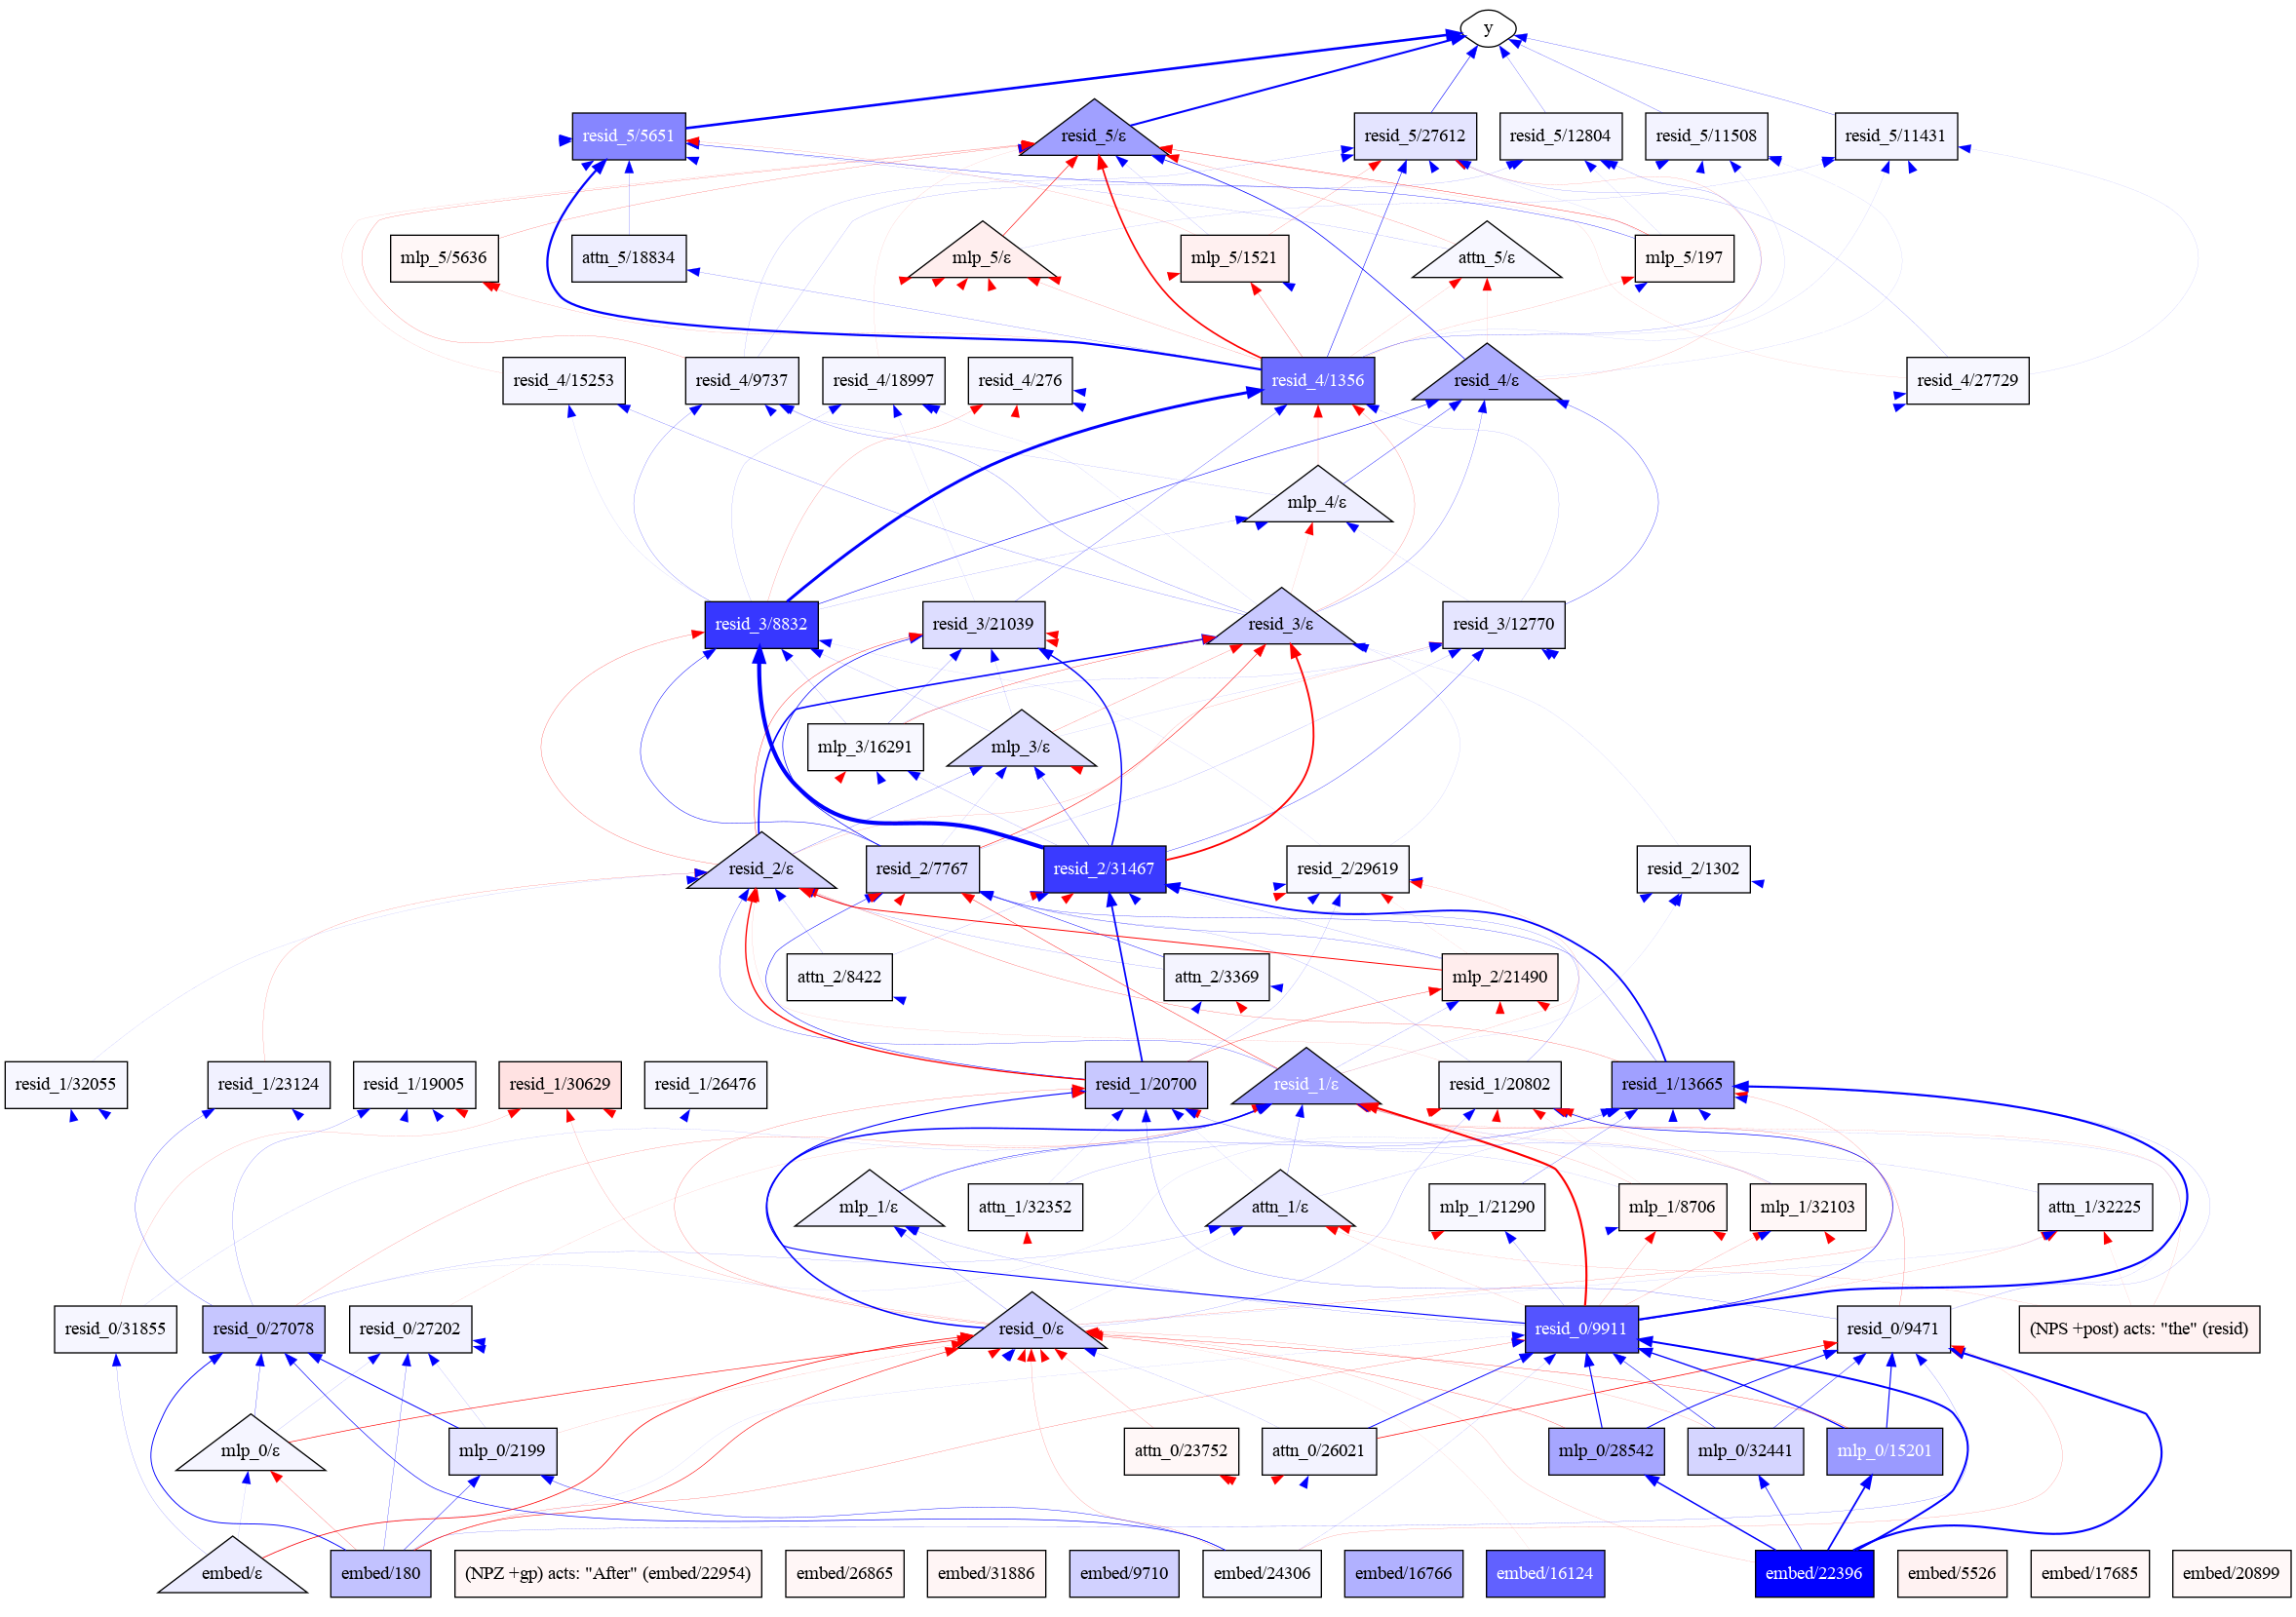 y
resid_5/5651
resid_5/ε
resid_5/27612
resid_5/12804
resid_5/11508
resid_5/11431
mlp_5/5636
attn_5/18834
mlp_5/ε
mlp_5/1521
attn_5/ε
mlp_5/197
resid_4/15253
resid_4/9737
resid_4/18997
resid_4/276
resid_4/1356
resid_4/ε
resid_4/27729
mlp_4/ε
resid_3/8832
resid_3/21039
resid_3/ε
resid_3/12770
mlp_3/16291
mlp_3/ε
resid_2/ε
resid_2/7767
resid_2/31467
resid_2/29619
resid_2/1302
attn_2/8422
attn_2/3369
mlp_2/21490
resid_1/32055
resid_1/23124
resid_1/19005
resid_1/30629
resid_1/26476
resid_1/20700
resid_1/ε
resid_1/20802
resid_1/13665
mlp_1/ε
attn_1/32352
attn_1/ε
mlp_1/21290
mlp_1/8706
mlp_1/32103
attn_1/32225
resid_0/31855
resid_0/27078
resid_0/27202
resid_0/ε
resid_0/9911
resid_0/9471
(NPS +post) acts: "the" (resid)
mlp_0/ε
mlp_0/2199
attn_0/23752
attn_0/26021
mlp_0/28542
mlp_0/32441
mlp_0/15201
embed/ε
embed/180
(NPZ +gp) acts: "After" (embed/22954)
embed/26865
embed/31886
embed/9710
embed/24306
embed/16766
embed/16124
embed/22396
embed/5526
embed/17685
embed/20899